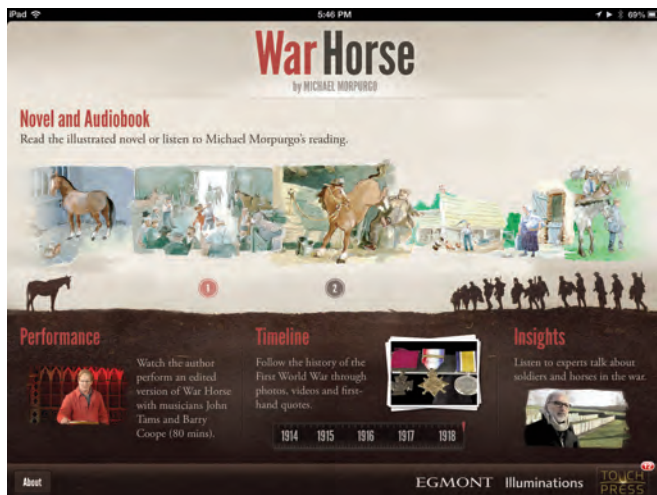 iPad 5:46 PM 69%
War Horse
by MICHAEL MORPURGO
Novel and Audiobook
Read the illustrated novel or listen to Michael Morpurgo's reading.
1 2
Performance
Watch the author
perform an edited
version of War Horse
with musicians John
Tams and Barry
Coope (80 mins).
Timeline
Follow the history of the
First World War through
photos, videos and first-
hand quotes.
1914 1915 1916 1917 1918
Insights
Listen to experts talk about
soldiers and horses in the war.
About
EGMONT Illuminations
TOUCH
PRESS